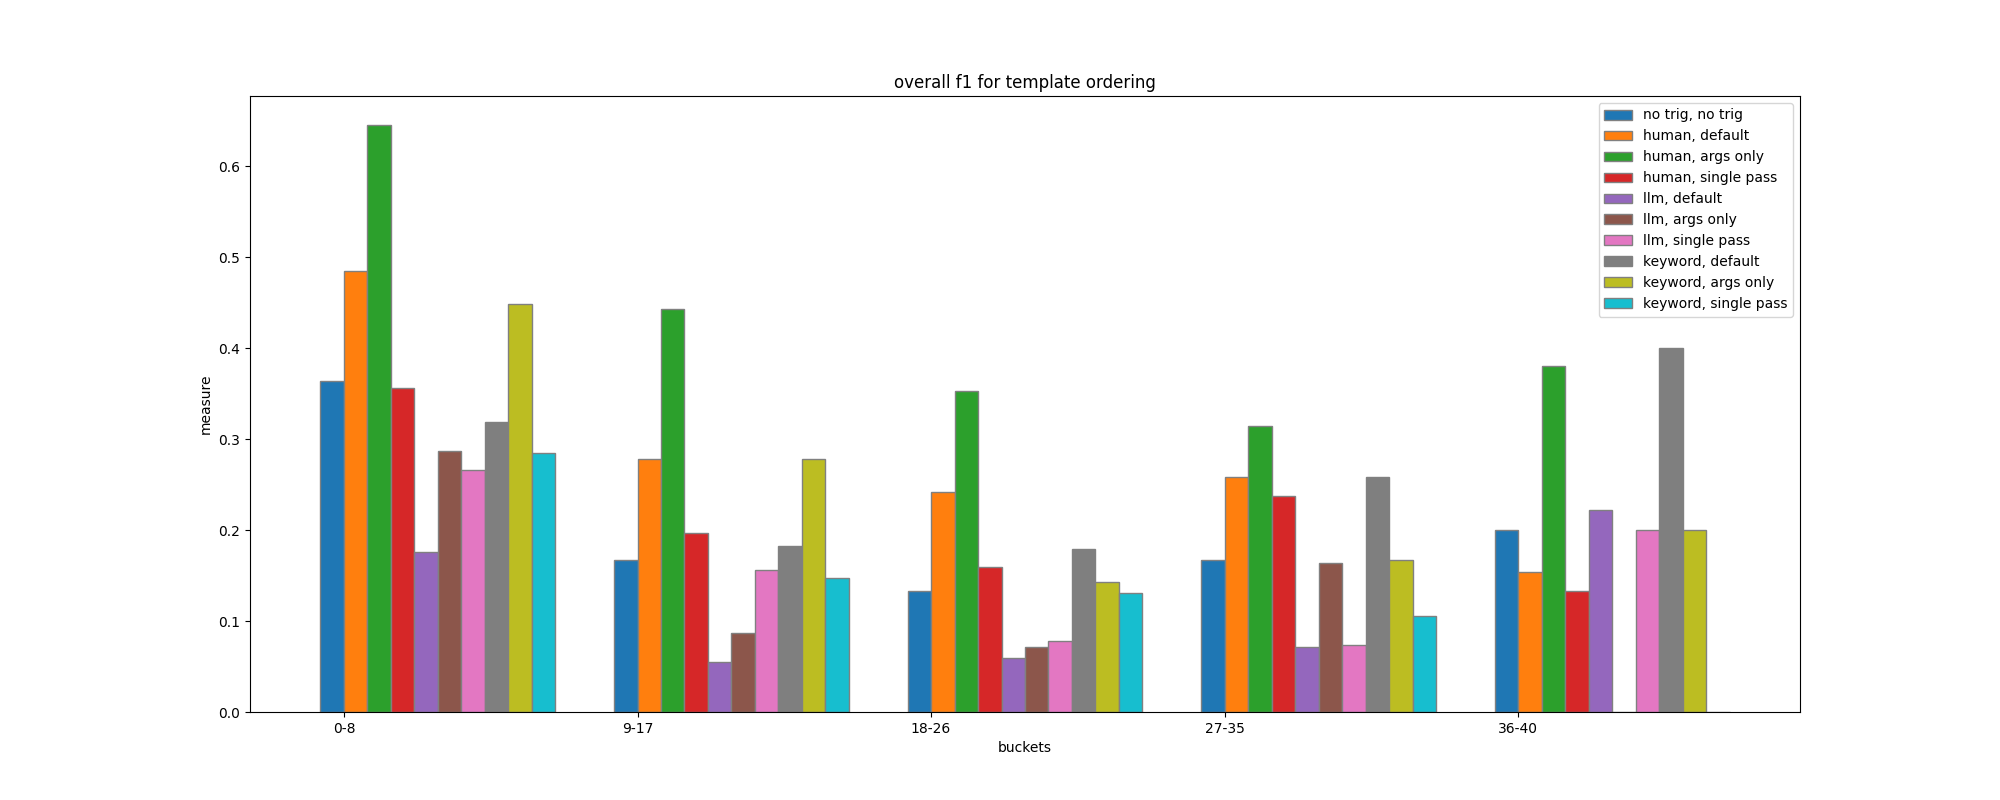 overall f1 for template ordering
measure
0.6
0.5
0.4
0.3
0.2
0.1
0.0
no trig, no trig
human, default
human, args only
human, single pass
llm, default
llm, args only
llm, single pass
keyword, default
keyword, args only
keyword, single pass
0-8
9-17
18-26
27-35
36-40
buckets